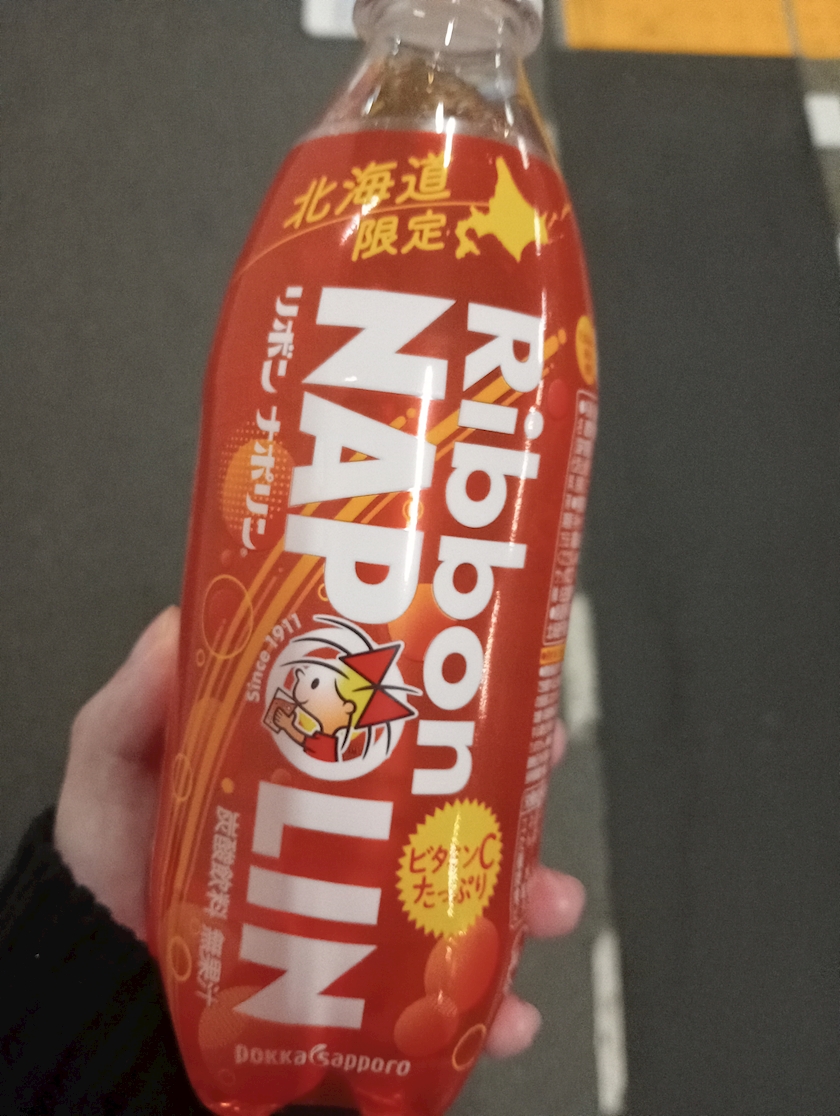 北海道
限定
Ribbon
NAPOLIN
リボン ナポリン
Since 1911
ビタミンC
たっぷり
炭酸飲料 無果汁
POKKA Sapporo